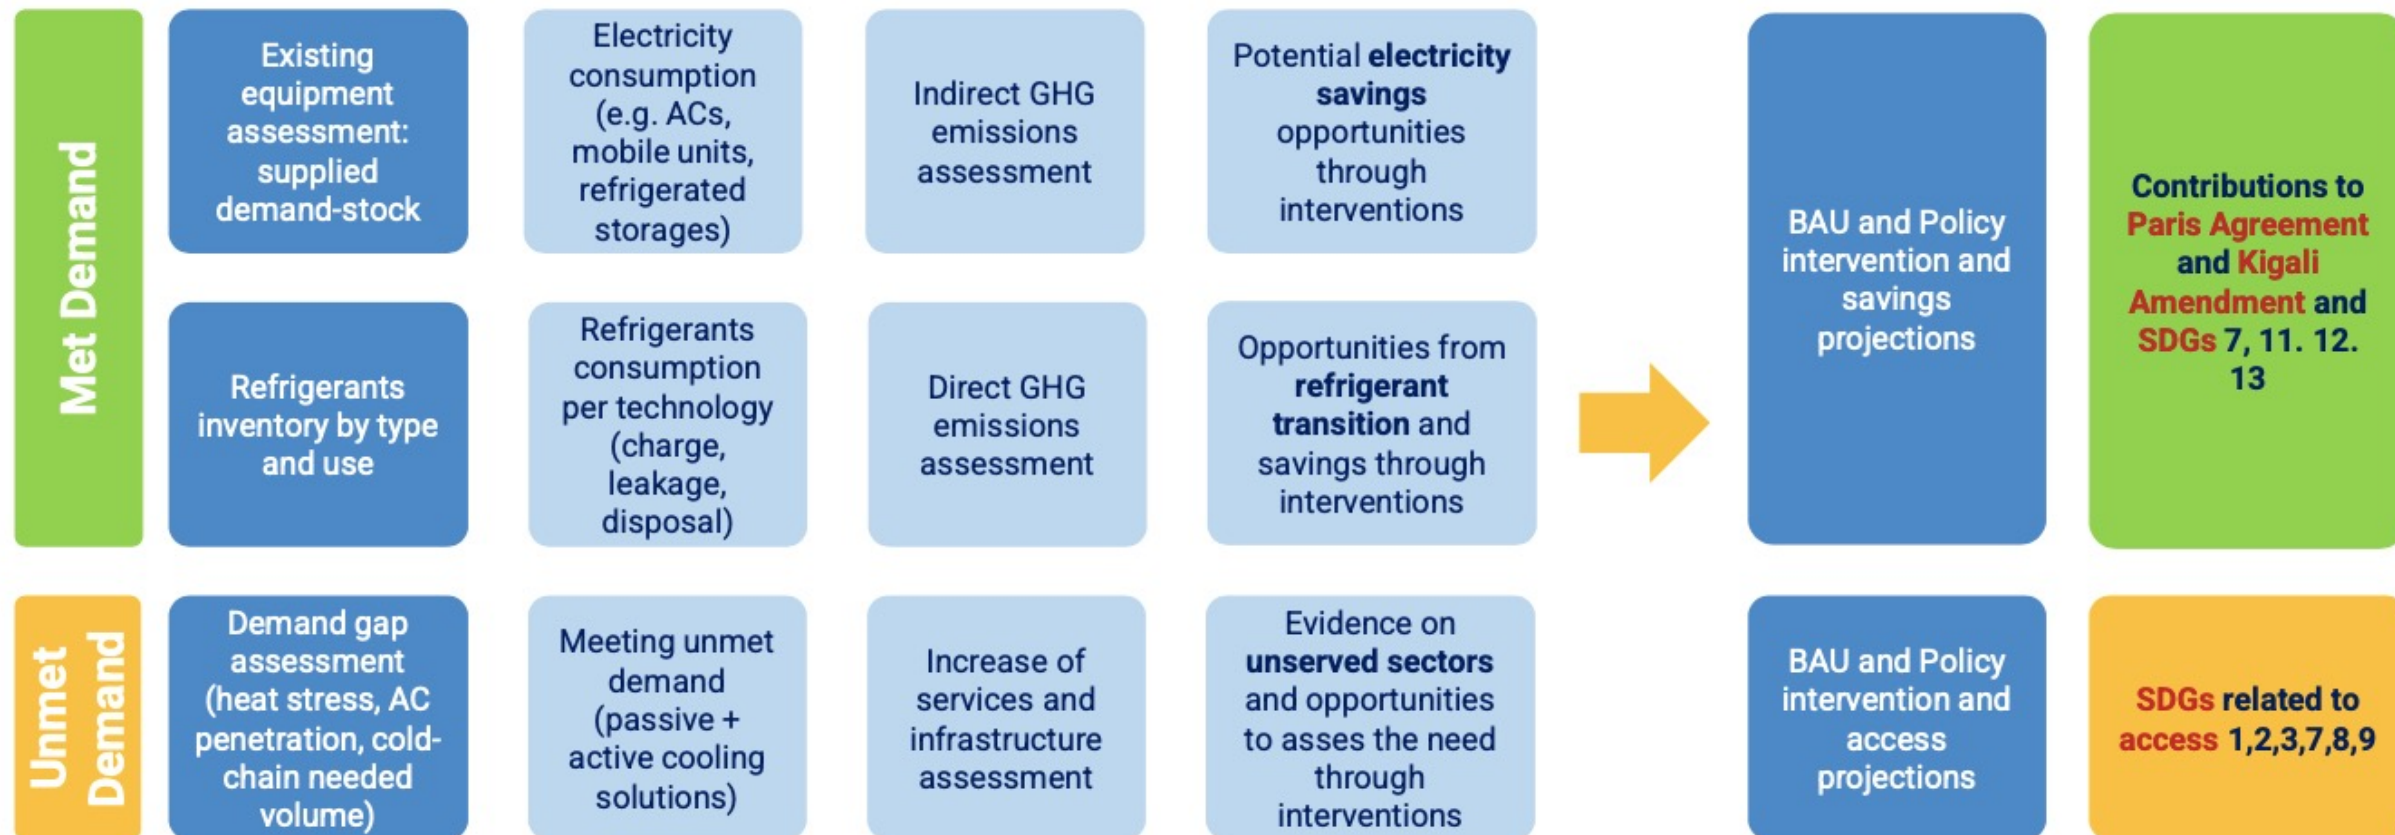 Met Demand
Existing
equipment
assessment:
supplied
demand-stock
Electricity
consumption
(e.g. ACs,
mobile units,
refrigerated
storages)
Indirect GHG
emissions
assessment
Potential electricity
savings
opportunities
through
interventions
Refrigerants
inventory by type
and use
Refrigerants
consumption
per technology
(charge,
leakage,
disposal)
Direct GHG
emissions
assessment
Opportunities from
refrigerant
transition and
savings through
interventions
BAU and Policy
intervention and
savings
projections
Contributions to
Paris Agreement
and Kigali
Amendment and
SDGs 7, 11. 12.
13
Unmet
Demand
Demand gap
assessment
(heat stress, AC
penetration, cold-
chain needed
volume)
Meeting unmet
demand
(passive +
active cooling
solutions)
Increase of
services and
infrastructure
assessment
Evidence on
unserved sectors
and opportunities
to asses the need
through
interventions
BAU and Policy
intervention and
access
projections
SDGs related to
access 1,2,3,7,8,9